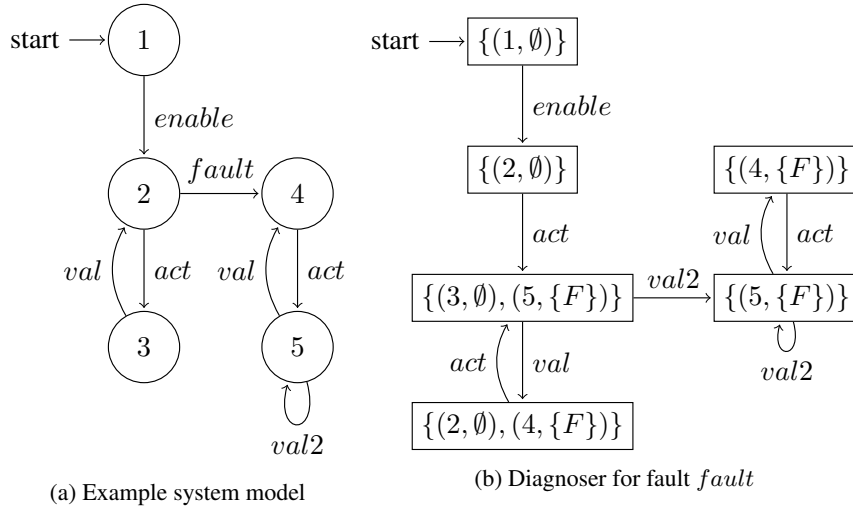 start
1
enable
2
fault
4
val
act
val
act
3
5
val2
(a) Example system model
start
{(1, ∅)}
enable
{(2, ∅)}
{(4, {F})}
act
val
act
{(3, ∅), (5, {F})}
val2
{(5, {F})}
act
val
val2
{(2, ∅), (4, {F})}
(b) Diagnoser for fault fault